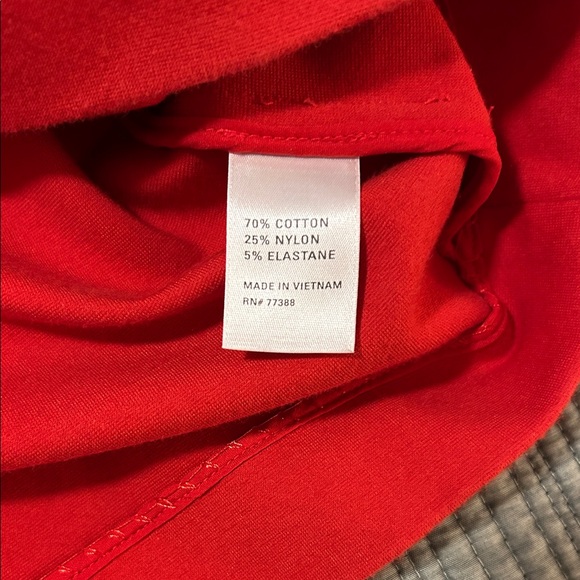 70% COTTON
25% NYLON
5% ELASTANE
MADE IN VIETNAM
RN# 77388